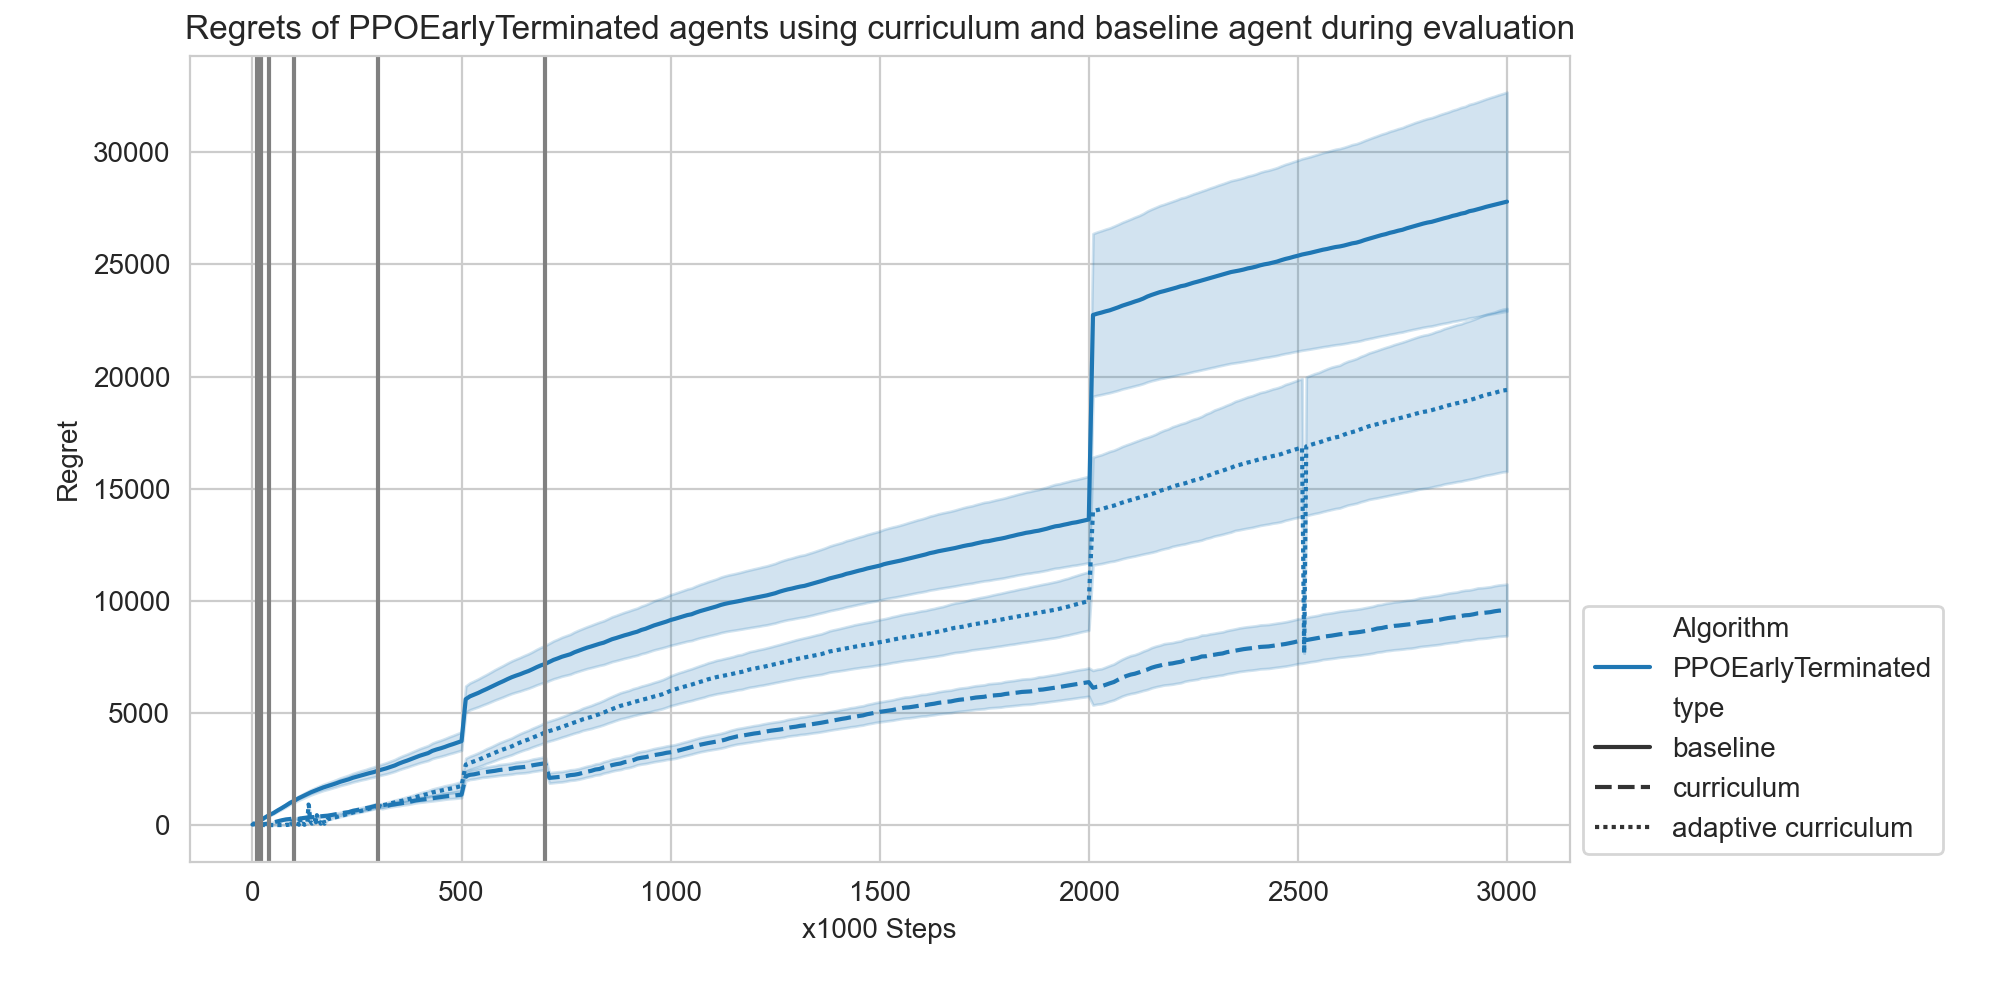 Regrets of PPOEarlyTerminated agents using curriculum and baseline agent during evaluation
30000
25000
20000
15000
10000
5000
0
Regret
0 500 1000 1500 2000 2500 3000
x1000 Steps
Algorithm
PPOEarlyTerminated
type
baseline
curriculum
adaptive curriculum